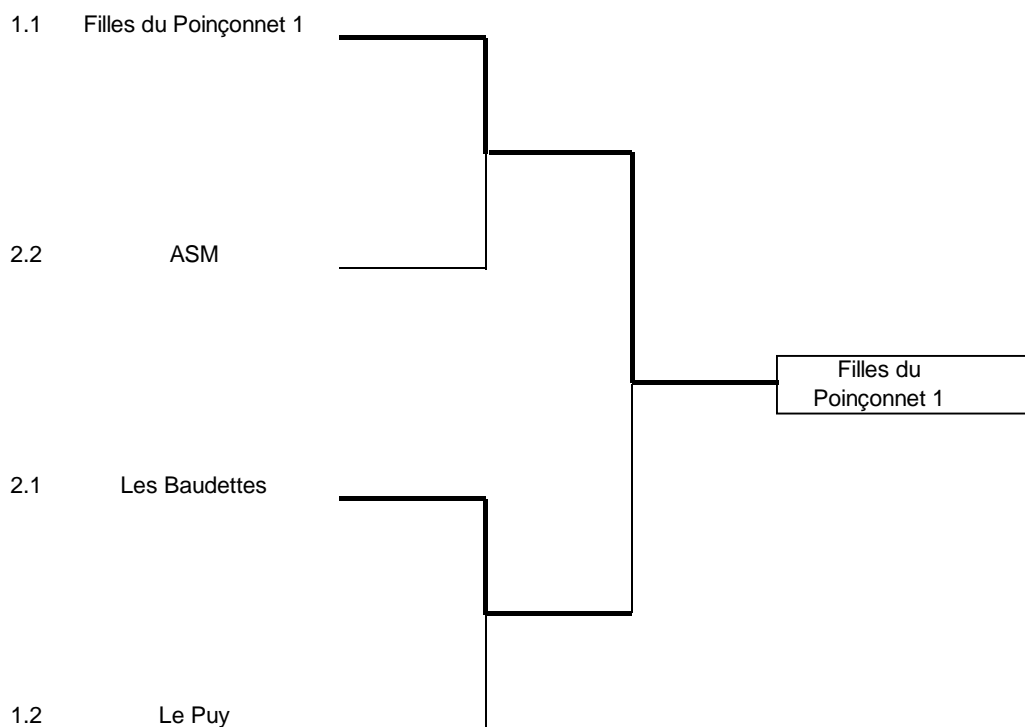 1.1 Filles du Poinçonnet 1
2.2 ASM
Filles du
Poinçonnet 1
2.1 Les Baudettes
1.2 Le Puy